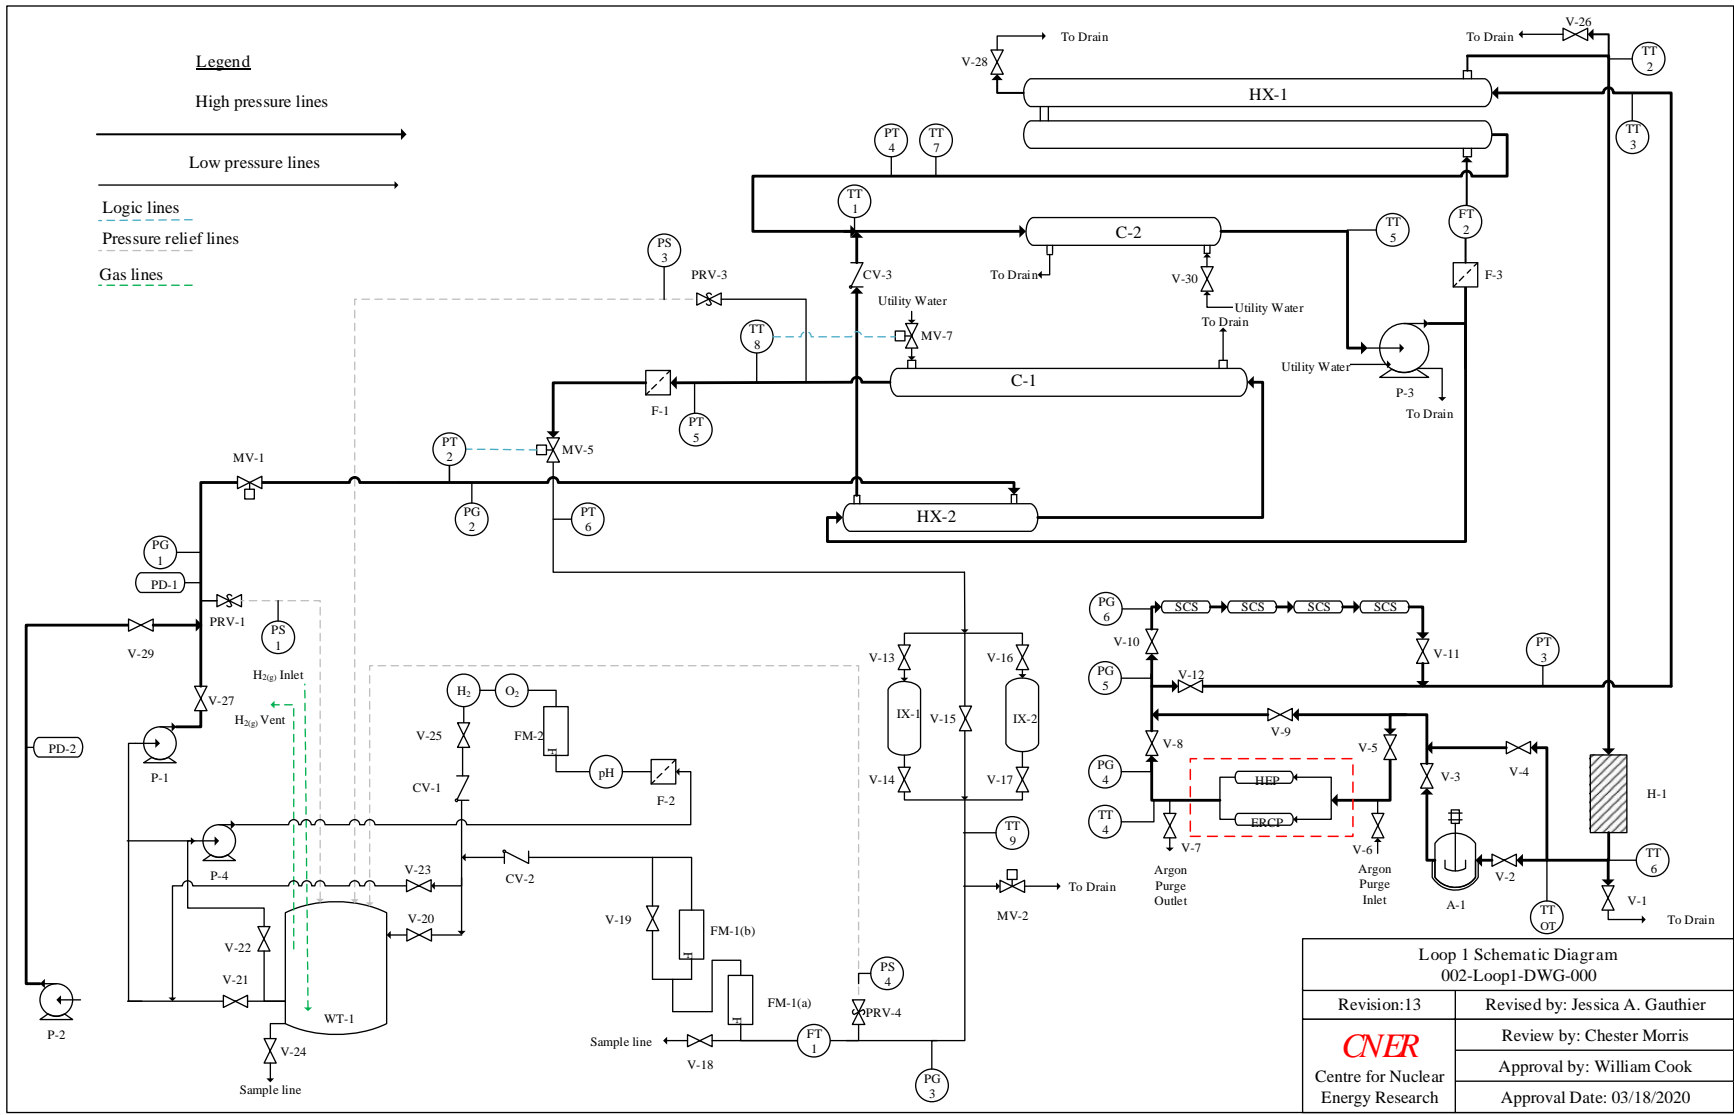 Legend
High pressure lines
Low pressure lines
Logic lines
Pressure relief lines
Gas lines
V-28
To Drain
To Drain
V-26
TT
2
HX-1
TT
3
PT
4
TT
7
TT
1
C-2
TT
5
FT
2
To Drain
V-30
Utility Water
F-3
PS
3
PRV-3
CV-3
Utility Water
MV-7
To Drain
TT
8
C-1
Utility Water
P-3
To Drain
F-1
PT
5
MV-1
PT
2
MV-5
PG
2
PT
6
HX-2
PG
1
PD-1
PRV-1
PS
1
V-29
V-27
H2(g) Inlet
H2(g) Vent
PD-2
P-1
H2
O2
V-25
FM-2
pH
F-2
CV-1
P-4
V-23
CV-2
V-20
V-22
V-21
WT-1
V-24
Sample line
P-2
V-19
FM-1(b)
FM-1(a)
Sample line
V-18
FT
1
PRV-4
PS
4
PG
3
V-13
V-16
IX-1
V-15
IX-2
V-14
V-17
TT
9
MV-2
To Drain
PG
6
SCS
SCS
SCS
SCS
V-10
V-11
PG
5
V-12
PT
3
V-9
V-8
V-5
V-4
V-3
PG
4
HEP
ERCP
TT
4
V-7
V-6
Argon
Purge
Outlet
Argon
Purge
Inlet
H-1
V-2
A-1
TT
OT
TT
6
V-1
To Drain
Loop 1 Schematic Diagram
002-Loop1-DWG-000
Revision:13
Revised by: Jessica A. Gauthier
CNER
Centre for Nuclear
Energy Research
Review by: Chester Morris
Approval by: William Cook
Approval Date: 03/18/2020